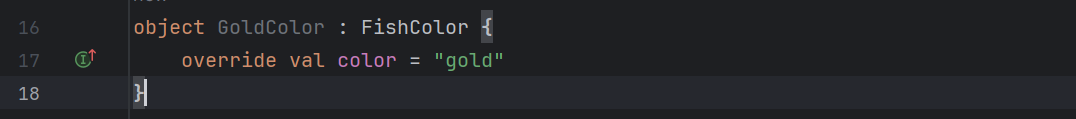 16 object GoldColor : FishColor {
17 override val color = "gold"
18 }